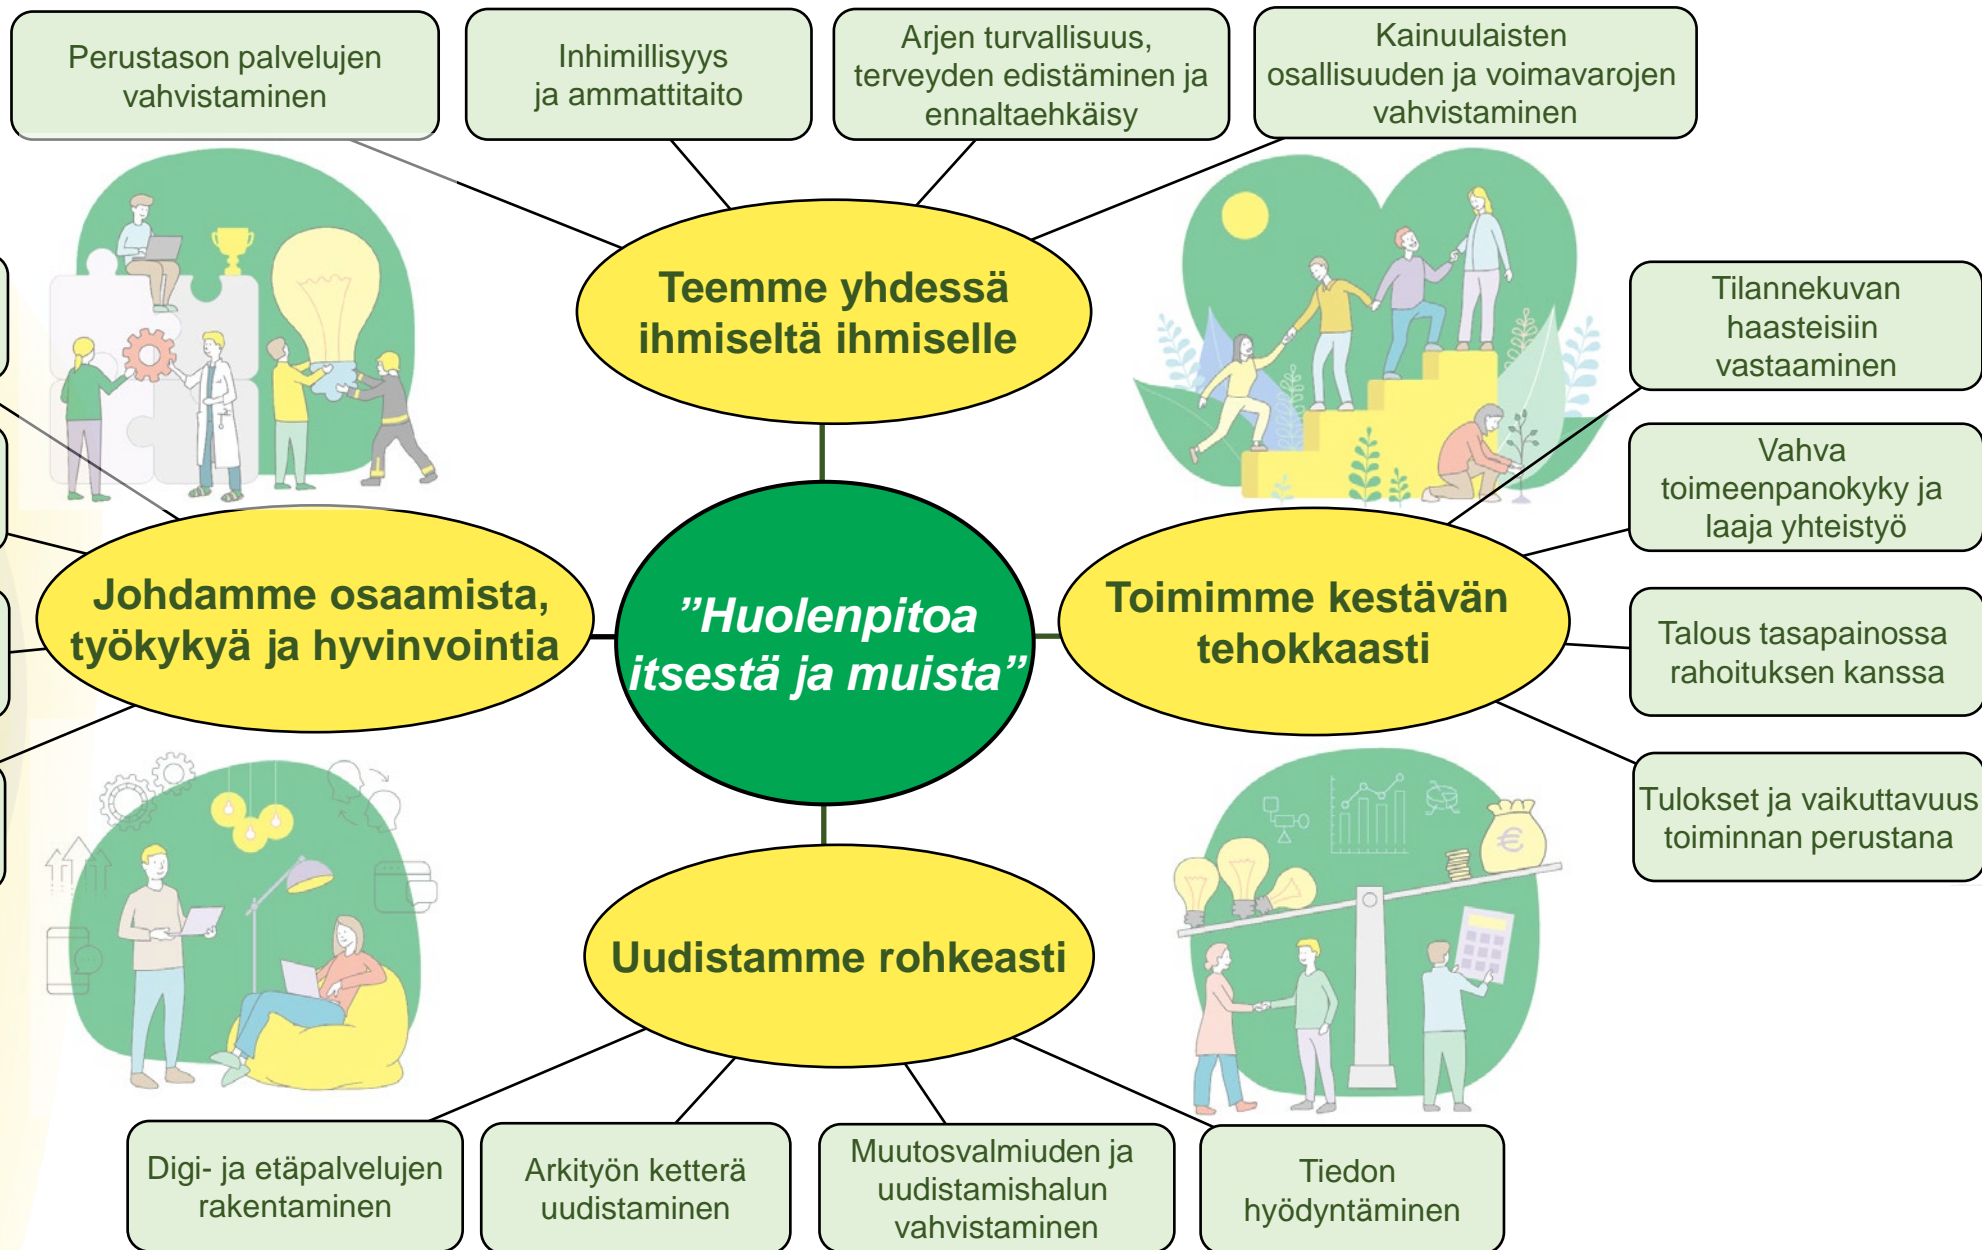 Perustason palvelujen
vahvistaminen
Inhimillisyys
ja ammattitaito
Arjen turvallisuus,
terveyden edistäminen ja
ennaltaehkäisy
Kainuulaisten
osallisuuden ja voimavarojen
vahvistaminen
Teemme yhdessä
ihmiseltä ihmiselle
Tilannekuvan
haasteisiin
vastaaminen
Vahva
toimeenpanokyky ja
laaja yhteistyö
Johdamme osaamista,
työkykyä ja hyvinvointia
”Huolenpitoa
itsestä ja muista”
Toimimme kestävän
tehokkaasti
Talous tasapainossa
rahoituksen kanssa
Tulokset ja vaikuttavuus
toiminnan perustana
€
Uudistamme rohkeasti
Digi- ja etäpalvelujen
rakentaminen
Arkityön ketterä
uudistaminen
Muutosvalmiuden ja
uudistamishalun
vahvistaminen
Tiedon
hyödyntäminen